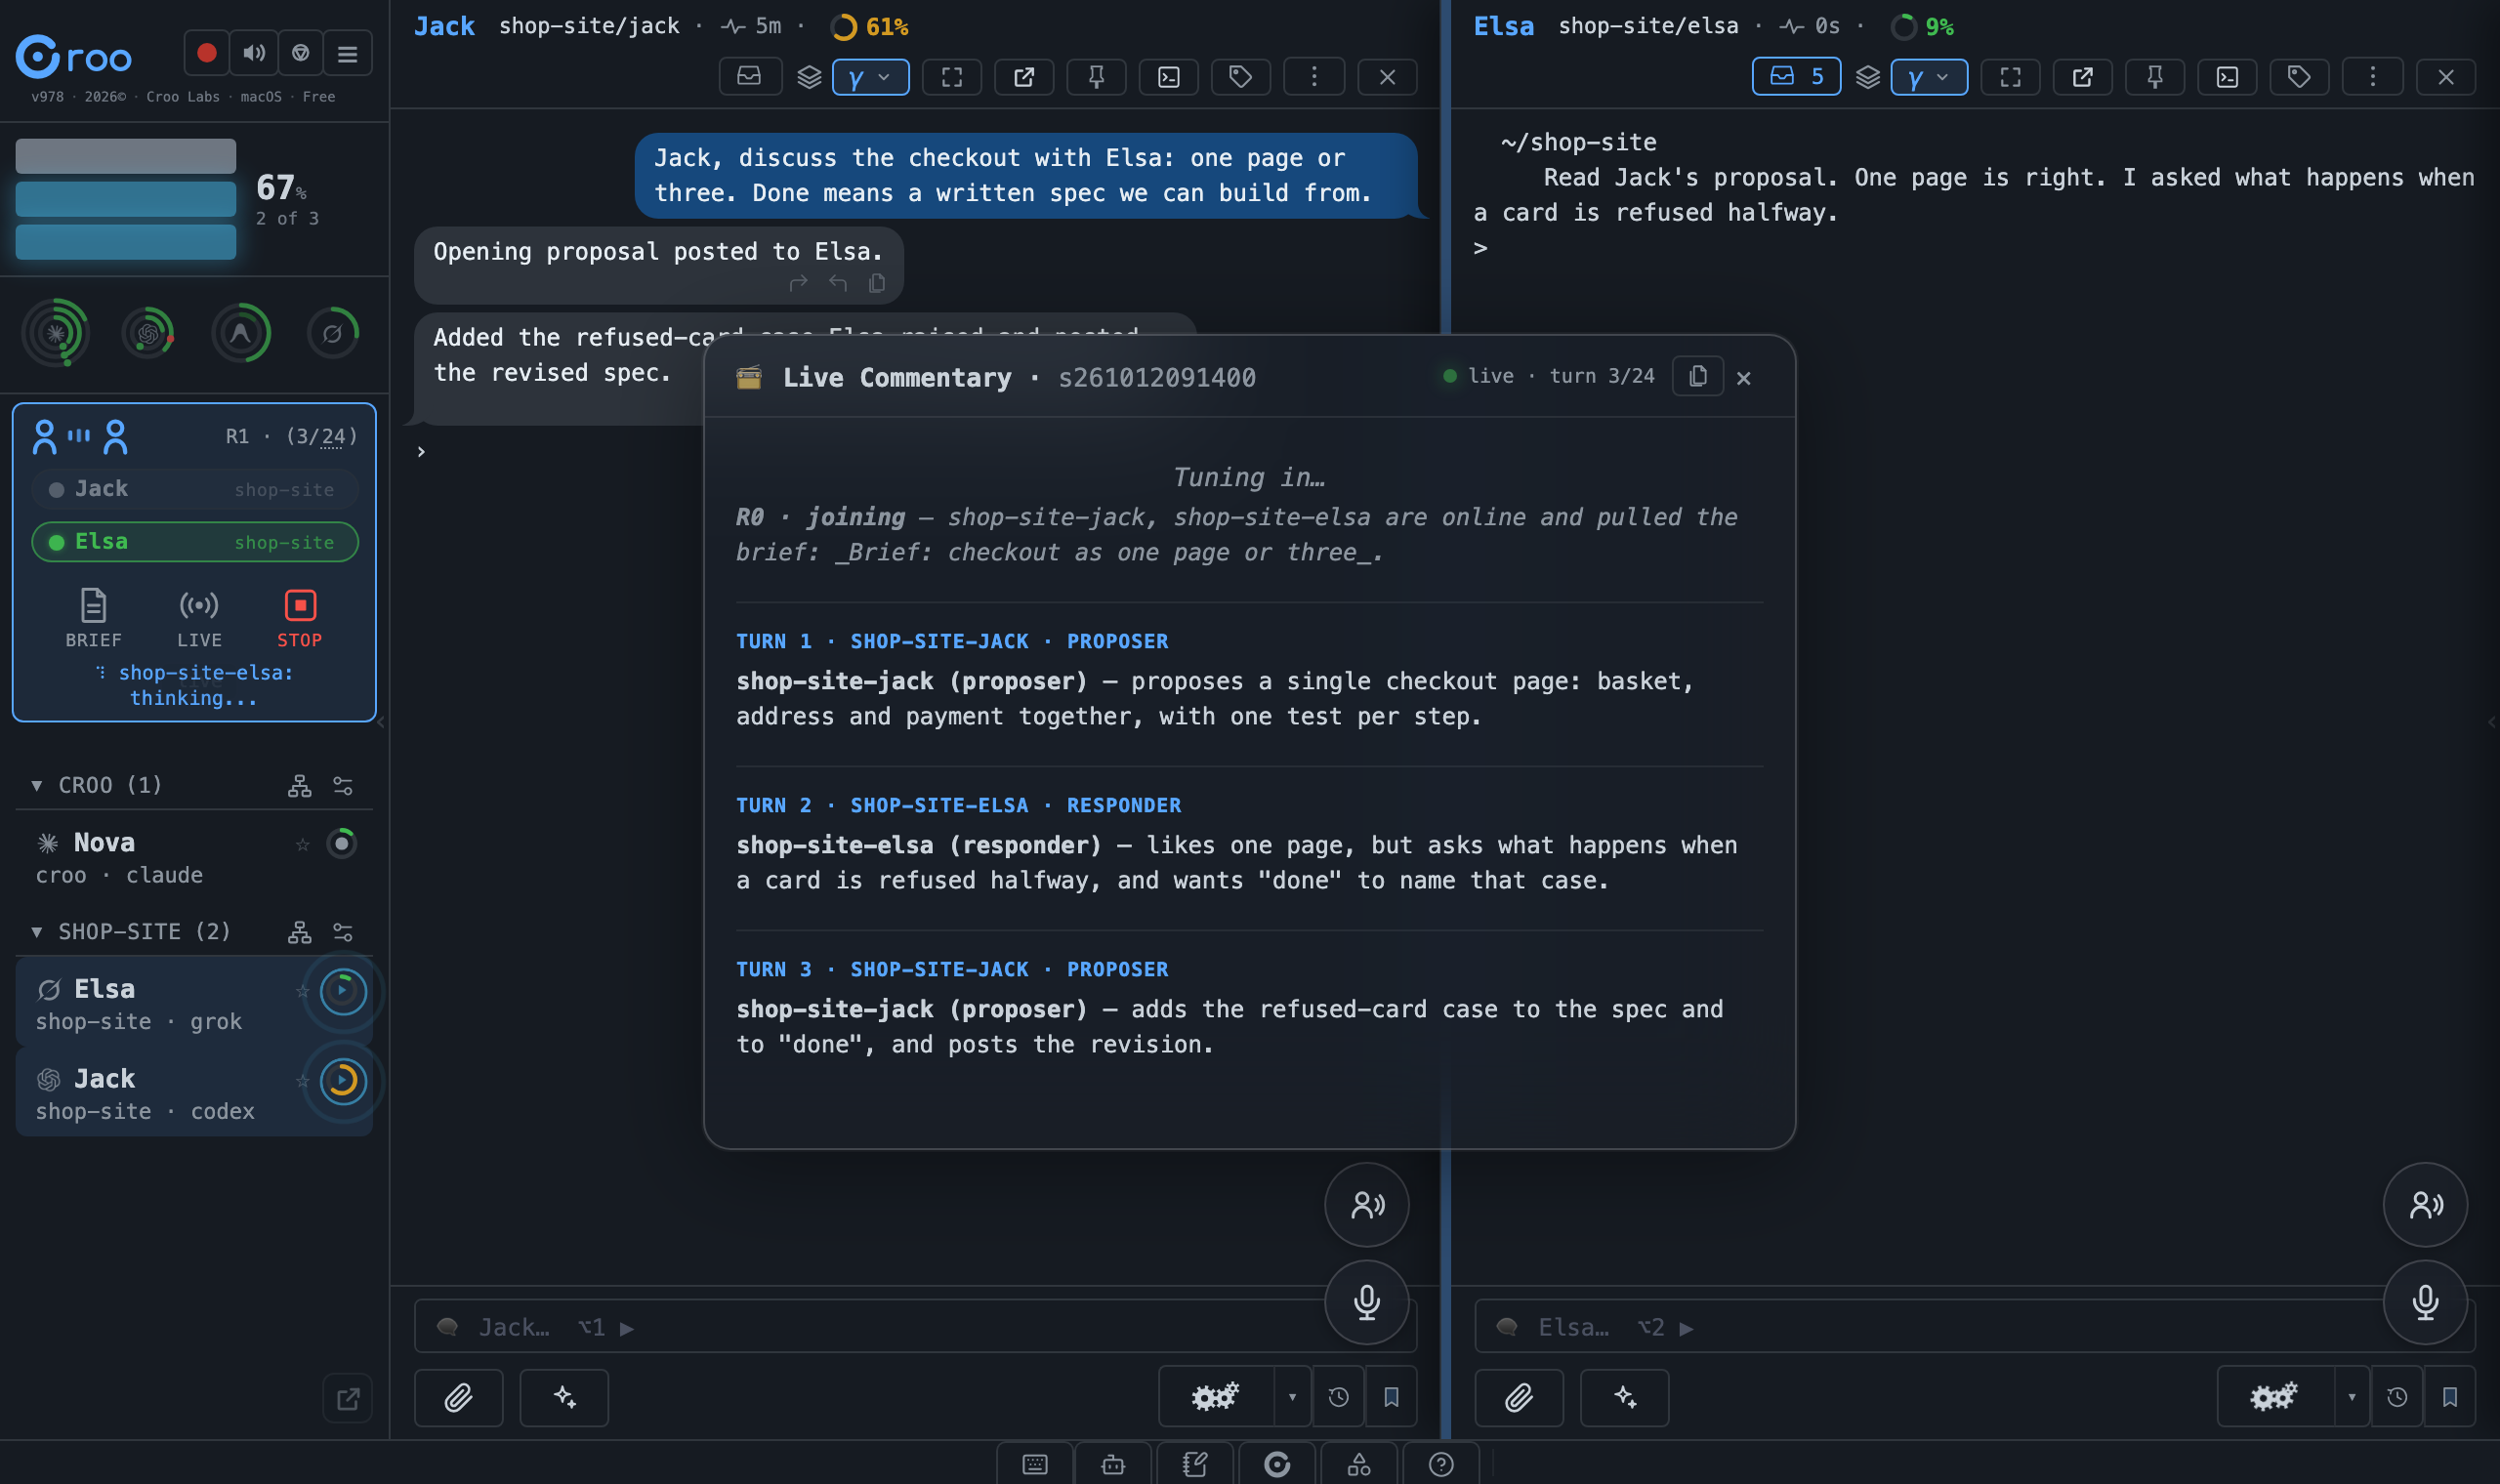 Croo
v978 · 2026© · Croo Labs · macOS · Free
67%
2 of 3
R1 · (3/24)
Jack shop-site
Elsa shop-site
BRIEF LIVE STOP
shop-site-elsa:
thinking...
▼ CROO (1)
Nova
croo · claude
▼ SHOP-SITE (2)
Elsa
shop-site · grok
Jack
shop-site · codex
Jack shop-site/jack · 5m · 61%
γ
Jack, discuss the checkout with Elsa: one page or
three. Done means a written spec we can build from.
Opening proposal posted to Elsa.
Added the refused-card case Elsa raised and posted
the revised spec.
›
Elsa shop-site/elsa · 0s · 9%
5 γ
~/shop-site
Read Jack's proposal. One page is right. I asked what happens when
a card is refused halfway.
>
Live Commentary · s261012091400
live · turn 3/24
Tuning in…
R0 · joining — shop-site-jack, shop-site-elsa are online and pulled the
brief: _Brief: checkout as one page or three_.
TURN 1 · SHOP-SITE-JACK · PROPOSER
shop-site-jack (proposer) — proposes a single checkout page: basket,
address and payment together, with one test per step.
TURN 2 · SHOP-SITE-ELSA · RESPONDER
shop-site-elsa (responder) — likes one page, but asks what happens when
a card is refused halfway, and wants "done" to name that case.
TURN 3 · SHOP-SITE-JACK · PROPOSER
shop-site-jack (proposer) — adds the refused-card case to the spec and
to "done", and posts the revision.
Jack… ⌥1 ▶
Elsa… ⌥2 ▶